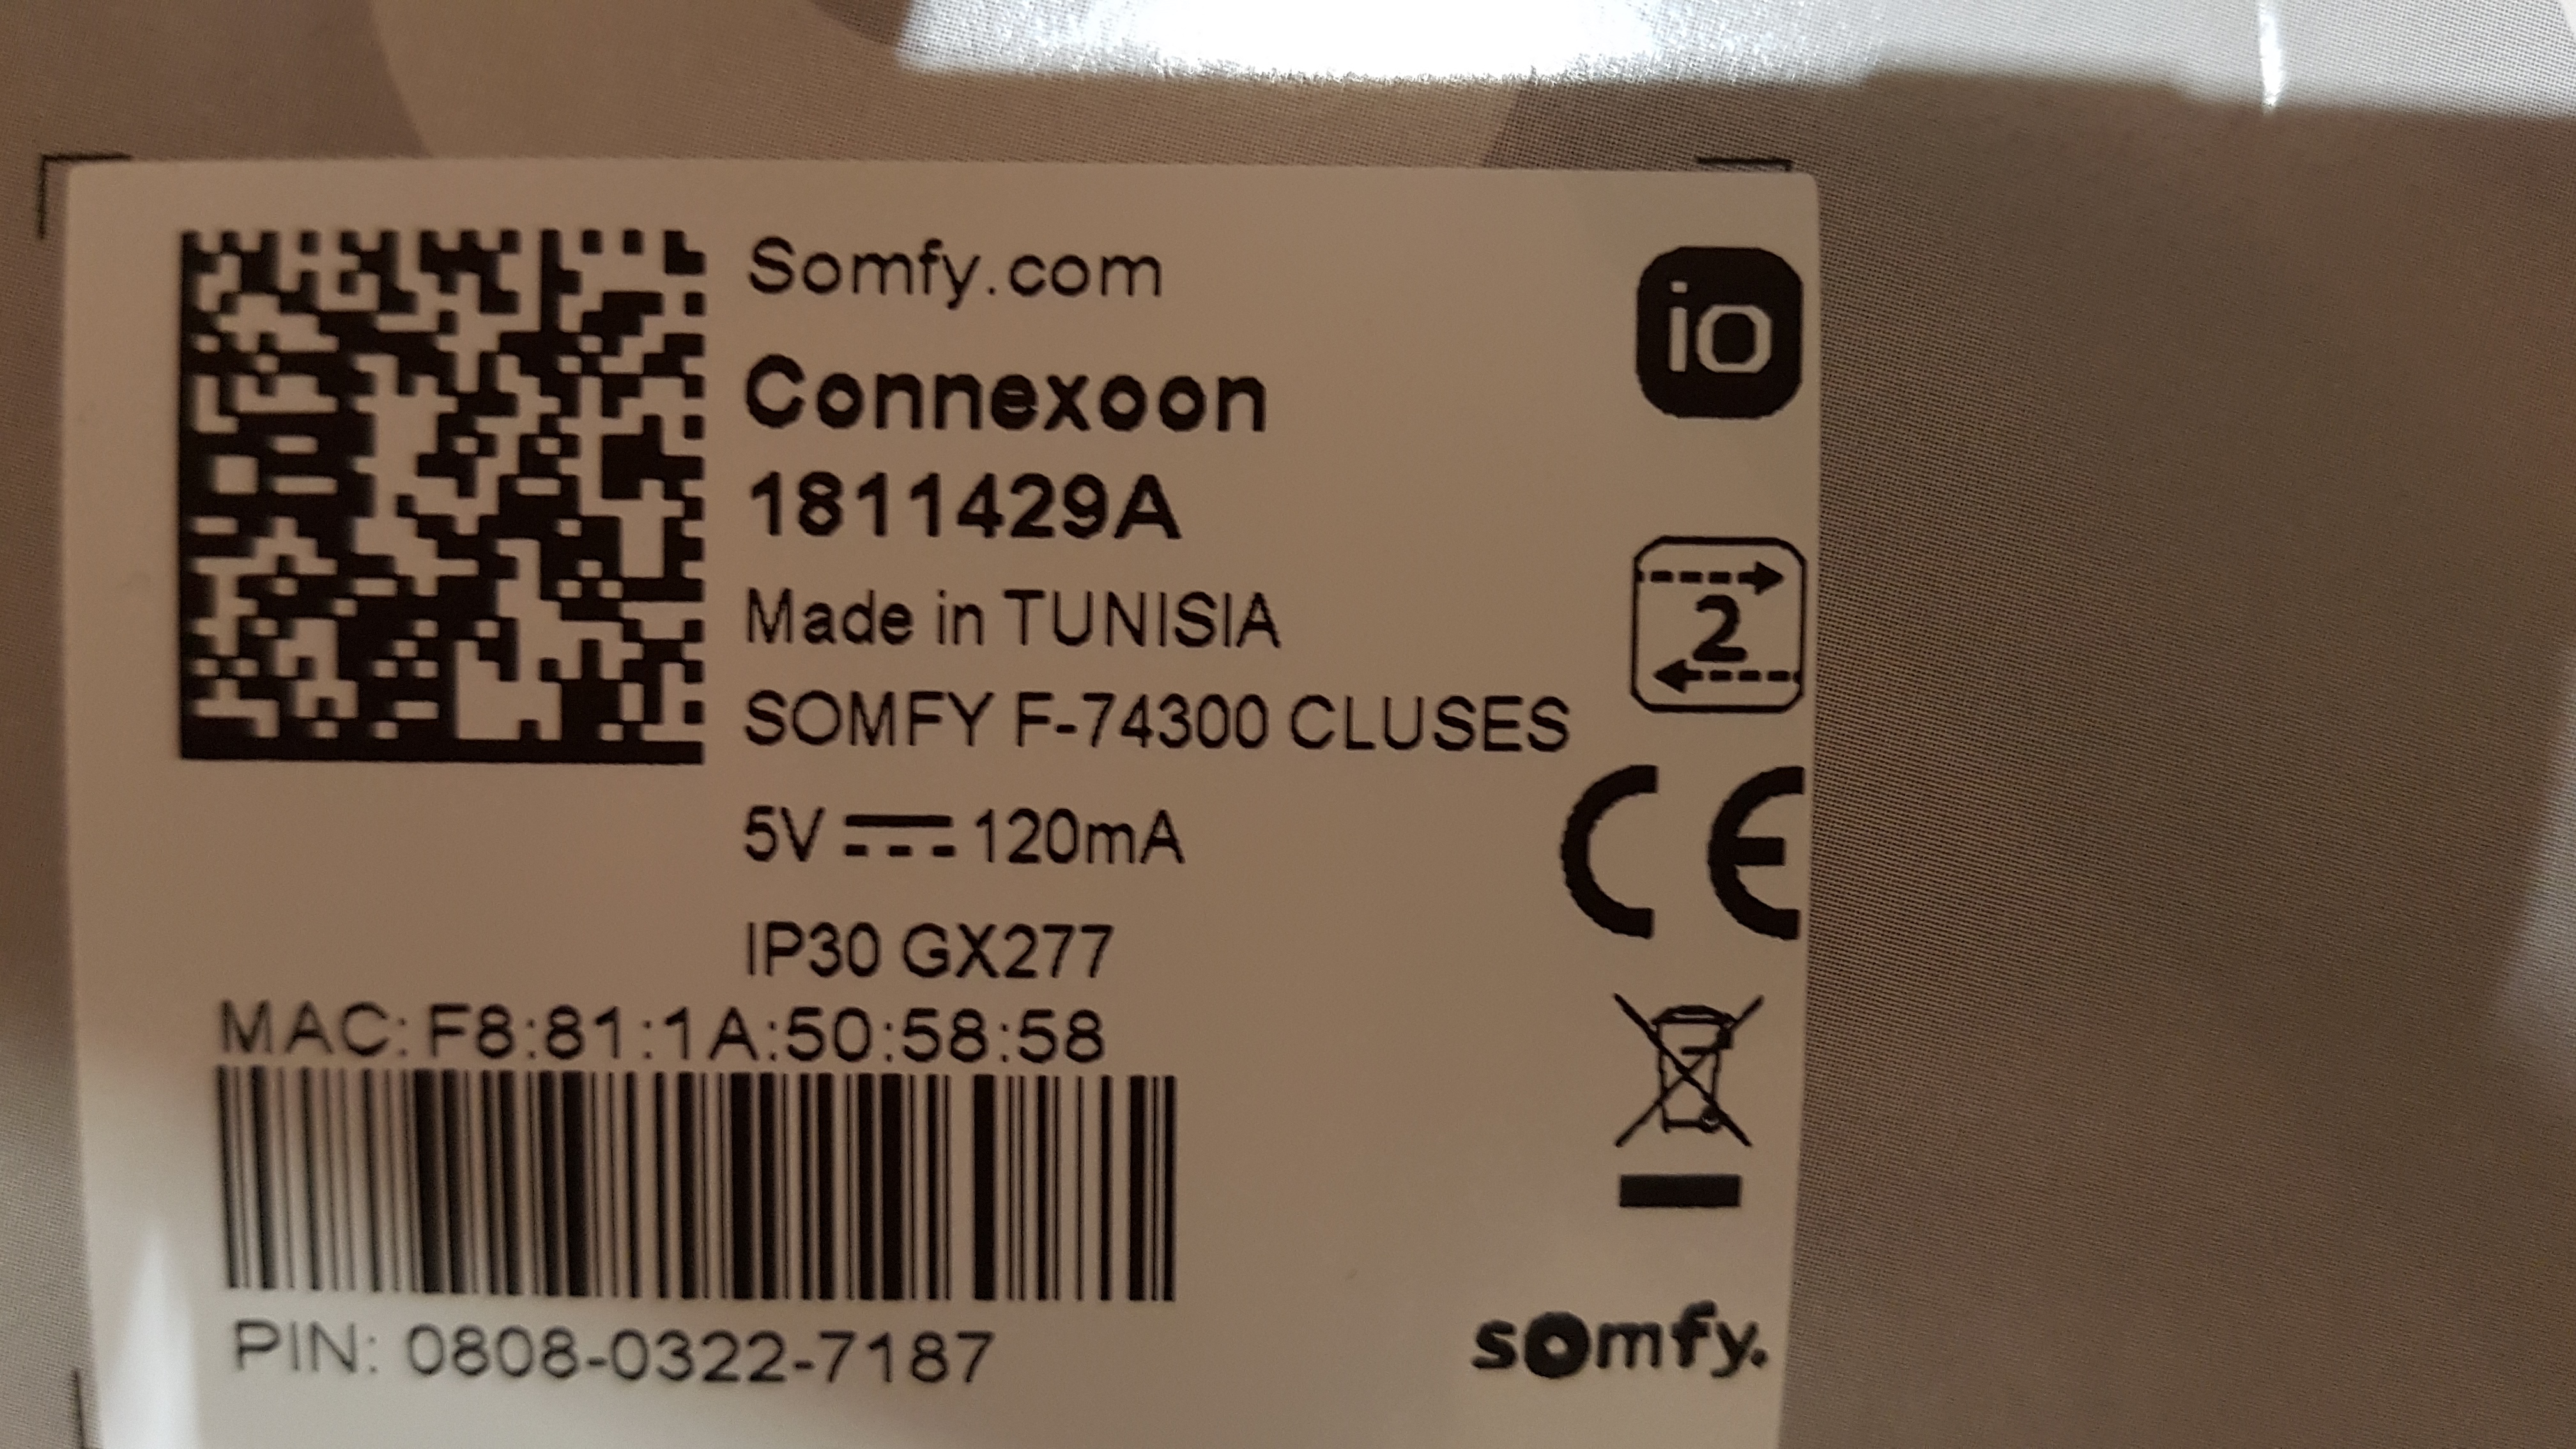 Somfy.com
io
Connexoon
1811429A
Made in TUNISIA
2
SOMFY F-74300 CLUSES
5V 120mA
CE
IP30 GX277
MAC: F8:81:1A:50:58:58
PIN: 0808-0322-7187
somfy.